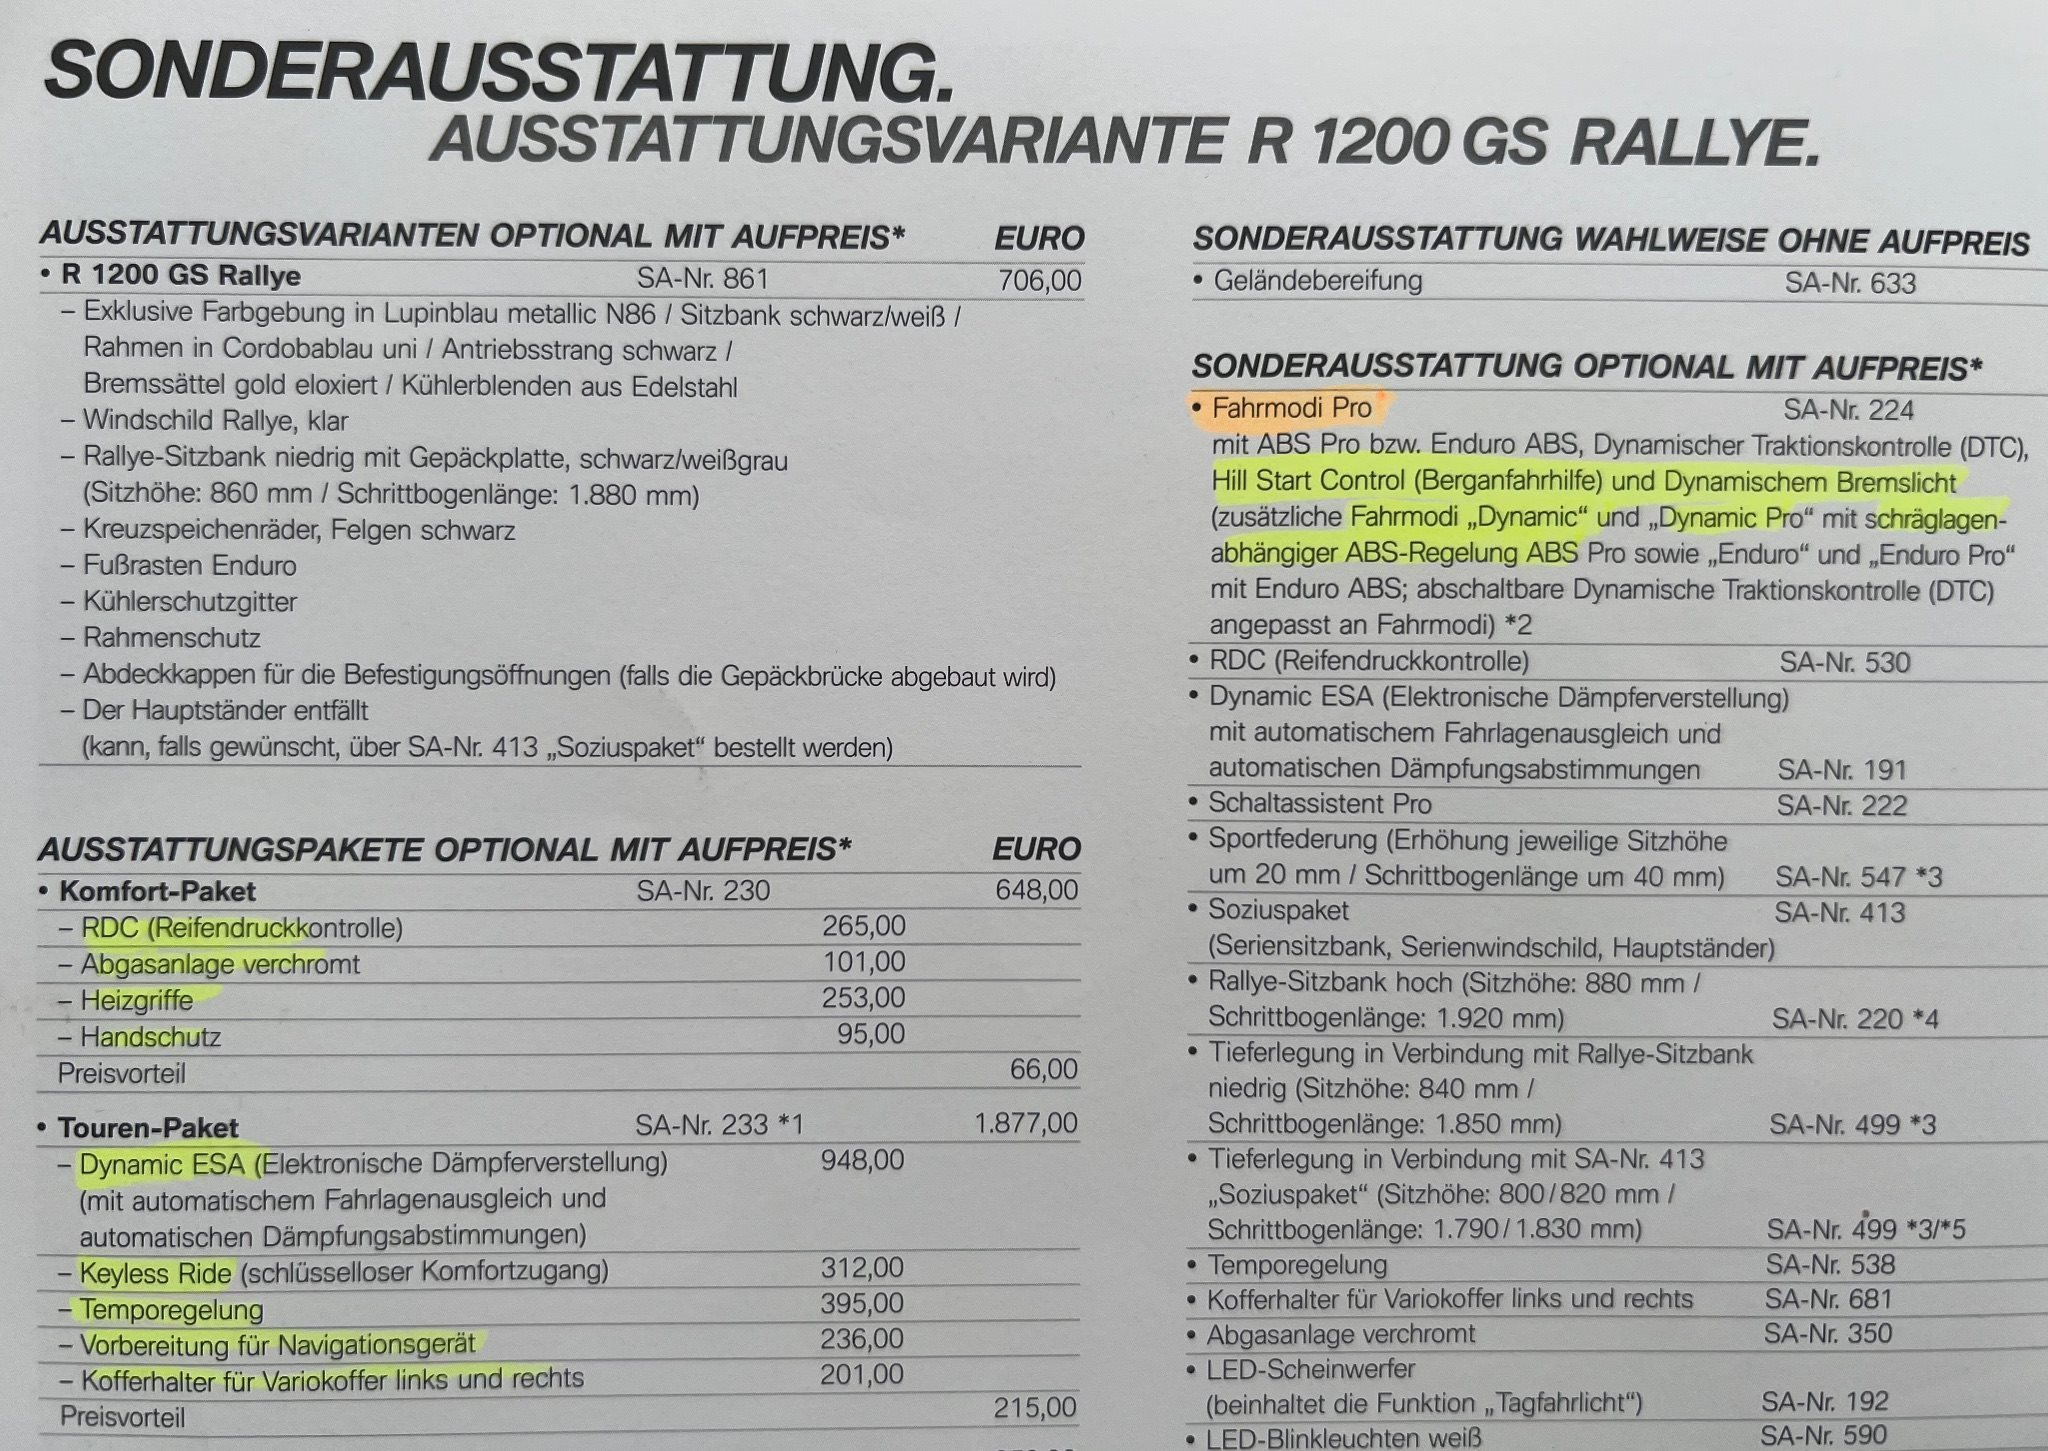 SONDERAUSSTATTUNG.
AUSSTATTUNGSVARIANTE R 1200 GS RALLYE.
AUSSTATTUNGSVARIANTEN OPTIONAL MIT AUFPREIS* EURO
• R 1200 GS Rallye SA-Nr. 861 706,00
– Exklusive Farbgebung in Lupinblau metallic N86 / Sitzbank schwarz/weiß /
Rahmen in Cordobablau uni / Antriebsstrang schwarz /
Bremssättel gold eloxiert / Kühlerblenden aus Edelstahl
– Windschild Rallye, klar
– Rallye-Sitzbank niedrig mit Gepäckplatte, schwarz/weißgrau
(Sitzhöhe: 860 mm / Schrittbogenlänge: 1.880 mm)
– Kreuzspeichenräder, Felgen schwarz
– Fußrasten Enduro
– Kühlerschutzgitter
– Rahmenschutz
– Abdeckkappen für die Befestigungsöffnungen (falls die Gepäckbrücke abgebaut wird)
– Der Hauptständer entfällt
(kann, falls gewünscht, über SA-Nr. 413 „Soziuspaket“ bestellt werden)
AUSSTATTUNGSPAKETE OPTIONAL MIT AUFPREIS* EURO
• Komfort-Paket SA-Nr. 230 648,00
– RDC (Reifendruckkontrolle) 265,00
– Abgasanlage verchromt 101,00
– Heizgriffe 253,00
– Handschutz 95,00
Preisvorteil 66,00
• Touren-Paket SA-Nr. 233 *1 1.877,00
– Dynamic ESA (Elektronische Dämpferverstellung) 948,00
(mit automatischem Fahrlagenausgleich und
automatischen Dämpfungsabstimmungen)
– Keyless Ride (schlüsselloser Komfortzugang) 312,00
– Temporegelung 395,00
– Vorbereitung für Navigationsgerät 236,00
– Kofferhalter für Variokoffer links und rechts 201,00
Preisvorteil 215,00
SONDERAUSSTATTUNG WAHLWEISE OHNE AUFPREIS
• Geländebereifung SA-Nr. 633
SONDERAUSSTATTUNG OPTIONAL MIT AUFPREIS*
• Fahrmodi Pro SA-Nr. 224
mit ABS Pro bzw. Enduro ABS, Dynamischer Traktionskontrolle (DTC),
Hill Start Control (Berganfahrhilfe) und Dynamischem Bremslicht
(zusätzliche Fahrmodi „Dynamic“ und „Dynamic Pro“ mit schräglagen-
abhängiger ABS-Regelung ABS Pro sowie „Enduro“ und „Enduro Pro“
mit Enduro ABS; abschaltbare Dynamische Traktionskontrolle (DTC)
angepasst an Fahrmodi) *2
• RDC (Reifendruckkontrolle) SA-Nr. 530
• Dynamic ESA (Elektronische Dämpferverstellung)
mit automatischem Fahrlagenausgleich und
automatischen Dämpfungsabstimmungen SA-Nr. 191
• Schaltassistent Pro SA-Nr. 222
• Sportfederung (Erhöhung jeweilige Sitzhöhe
um 20 mm / Schrittbogenlänge um 40 mm) SA-Nr. 547 *3
• Soziuspaket SA-Nr. 413
(Seriensitzbank, Serienwindschild, Hauptständer)
• Rallye-Sitzbank hoch (Sitzhöhe: 880 mm /
Schrittbogenlänge: 1.920 mm) SA-Nr. 220 *4
• Tieferlegung in Verbindung mit Rallye-Sitzbank
niedrig (Sitzhöhe: 840 mm /
Schrittbogenlänge: 1.850 mm) SA-Nr. 499 *3
• Tieferlegung in Verbindung mit SA-Nr. 413
„Soziuspaket“ (Sitzhöhe: 800/820 mm /
Schrittbogenlänge: 1.790/1.830 mm) SA-Nr. 499 *3/*5
• Temporegelung SA-Nr. 538
• Kofferhalter für Variokoffer links und rechts SA-Nr. 681
• Abgasanlage verchromt SA-Nr. 350
• LED-Scheinwerfer
(beinhaltet die Funktion „Tagfahrlicht“) SA-Nr. 192
• LED-Blinkleuchten weiß SA-Nr. 590